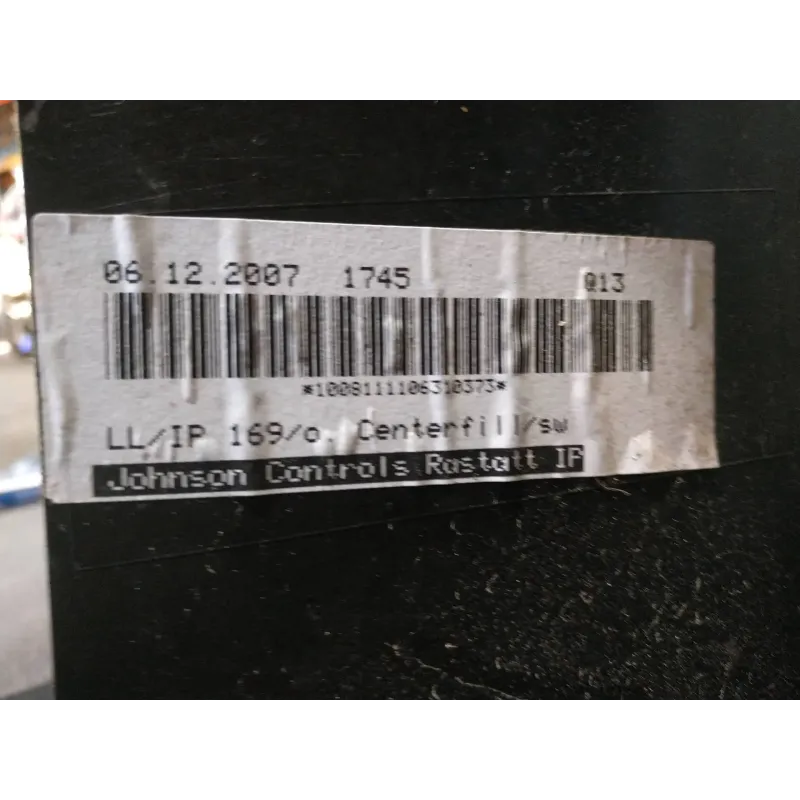 06.12.2007 1745 Q13
*1008111106310373*
LL/IP 169/o. Centerfill/sw
Johnson Controls Rastatt IP